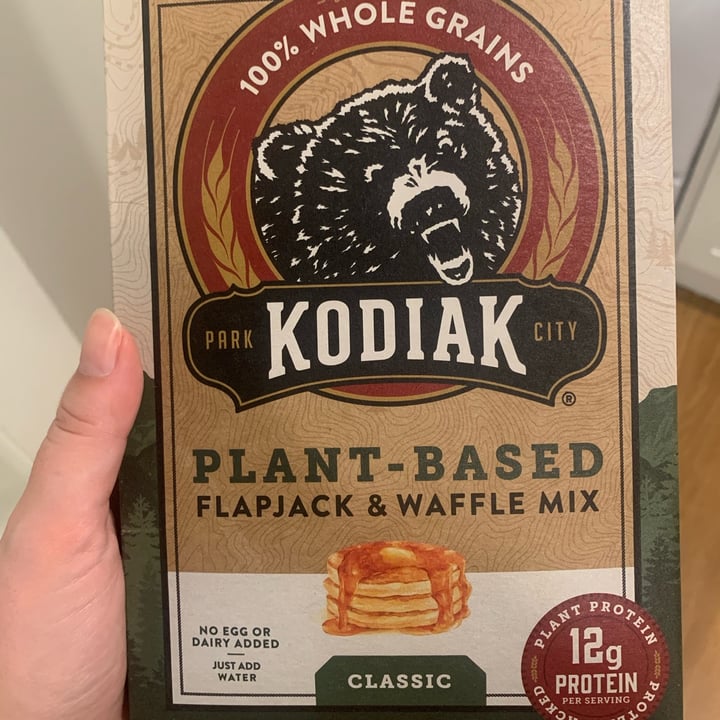 100% WHOLE GRAINS
PARK KODIAK CITY
®
PLANT-BASED
FLAPJACK & WAFFLE MIX
NO EGG OR
DAIRY ADDED
JUST ADD
WATER
CLASSIC
PLANT PROTEIN
12g
PROTEIN
PER SERVING